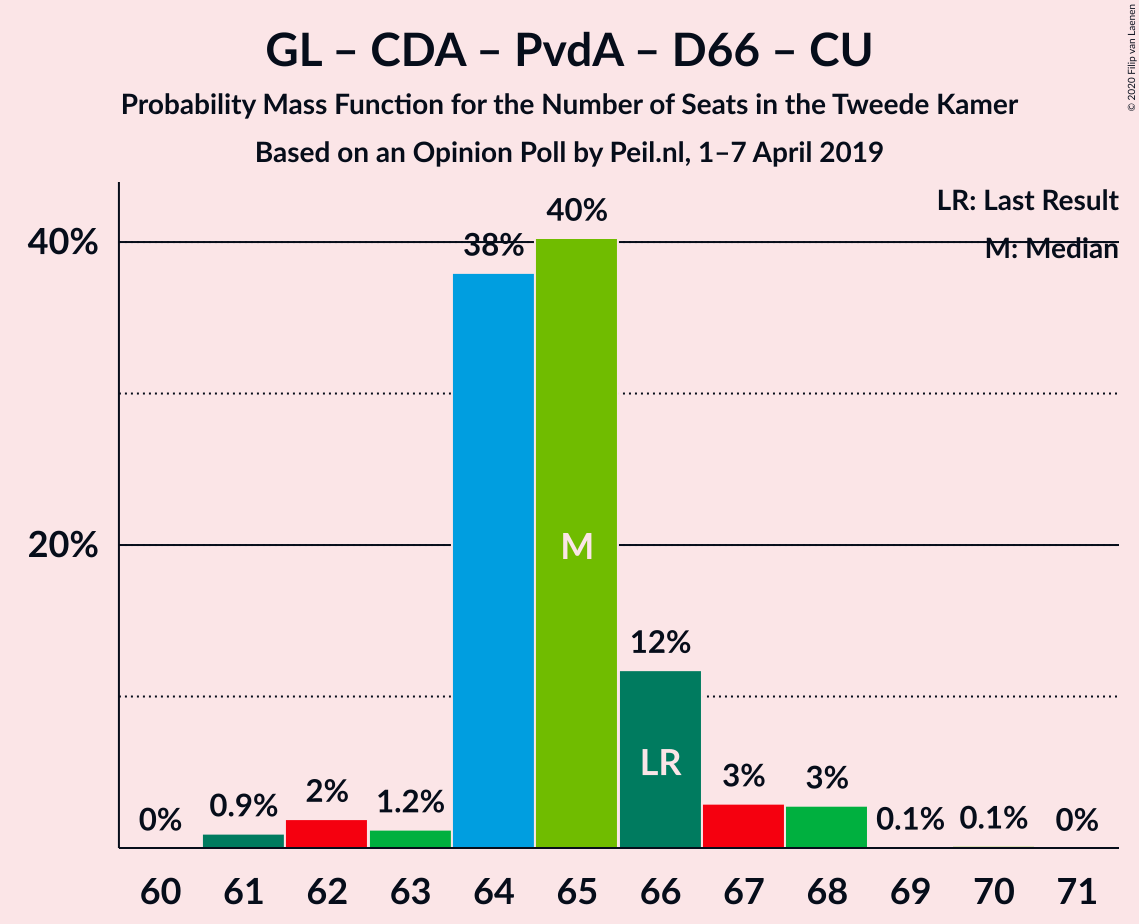 GL – CDA – PvdA – D66 – CU
Probability Mass Function for the Number of Seats in the Tweede Kamer
Based on an Opinion Poll by Peil.nl, 1–7 April 2019
© 2020 Filip van Laenen
LR: Last Result
M: Median
40%
20%
0%
0.9%
2%
1.2%
38%
40%
12%
3%
3%
0.1%
0.1%
0%
M
LR
60 61 62 63 64 65 66 67 68 69 70 71